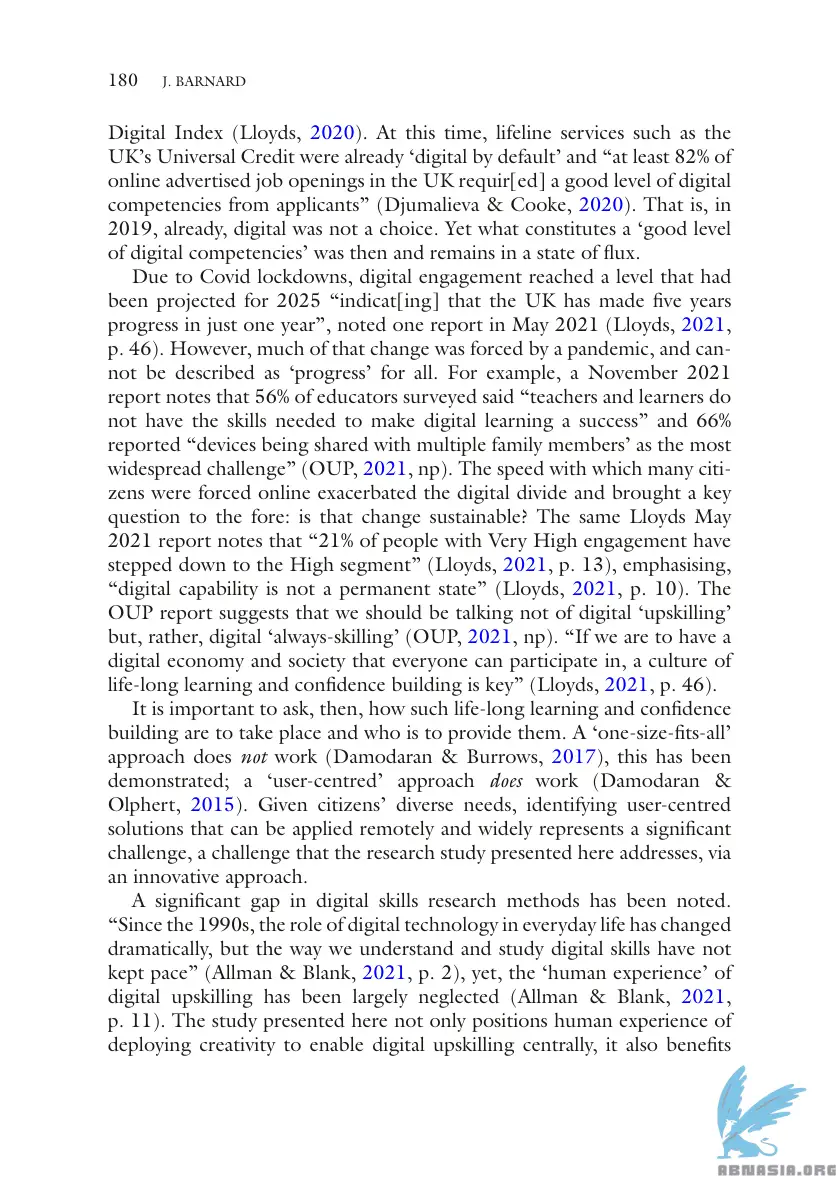 180 J. BARNARD
Digital Index (Lloyds, 2020). At this time, lifeline services such as the
UK’s Universal Credit were already ‘digital by default’ and “at least 82% of
online advertised job openings in the UK requir[ed] a good level of digital
competencies from applicants” (Djumalieva & Cooke, 2020). That is, in
2019, already, digital was not a choice. Yet what constitutes a ‘good level
of digital competencies’ was then and remains in a state of flux.
Due to Covid lockdowns, digital engagement reached a level that had
been projected for 2025 “indicat[ing] that the UK has made five years
progress in just one year”, noted one report in May 2021 (Lloyds, 2021,
p. 46). However, much of that change was forced by a pandemic, and can-
not be described as ‘progress’ for all. For example, a November 2021
report notes that 56% of educators surveyed said “teachers and learners do
not have the skills needed to make digital learning a success” and 66%
reported “devices being shared with multiple family members’ as the most
widespread challenge” (OUP, 2021, np). The speed with which many citi-
zens were forced online exacerbated the digital divide and brought a key
question to the fore: is that change sustainable? The same Lloyds May
2021 report notes that “21% of people with Very High engagement have
stepped down to the High segment” (Lloyds, 2021, p. 13), emphasising,
“digital capability is not a permanent state” (Lloyds, 2021, p. 10). The
OUP report suggests that we should be talking not of digital ‘upskilling’
but, rather, digital ‘always-skilling’ (OUP, 2021, np). “If we are to have a
digital economy and society that everyone can participate in, a culture of
life-long learning and confidence building is key” (Lloyds, 2021, p. 46).
It is important to ask, then, how such life-long learning and confidence
building are to take place and who is to provide them. A ‘one-size-fits-all’
approach does not work (Damodaran & Burrows, 2017), this has been
demonstrated; a ‘user-centred’ approach does work (Damodaran &
Olphert, 2015). Given citizens’ diverse needs, identifying user-centred
solutions that can be applied remotely and widely represents a significant
challenge, a challenge that the research study presented here addresses, via
an innovative approach.
A significant gap in digital skills research methods has been noted.
“Since the 1990s, the role of digital technology in everyday life has changed
dramatically, but the way we understand and study digital skills have not
kept pace” (Allman & Blank, 2021, p. 2), yet, the ‘human experience’ of
digital upskilling has been largely neglected (Allman & Blank, 2021,
p. 11). The study presented here not only positions human experience of
deploying creativity to enable digital upskilling centrally, it also benefits
ABNASIA.ORG